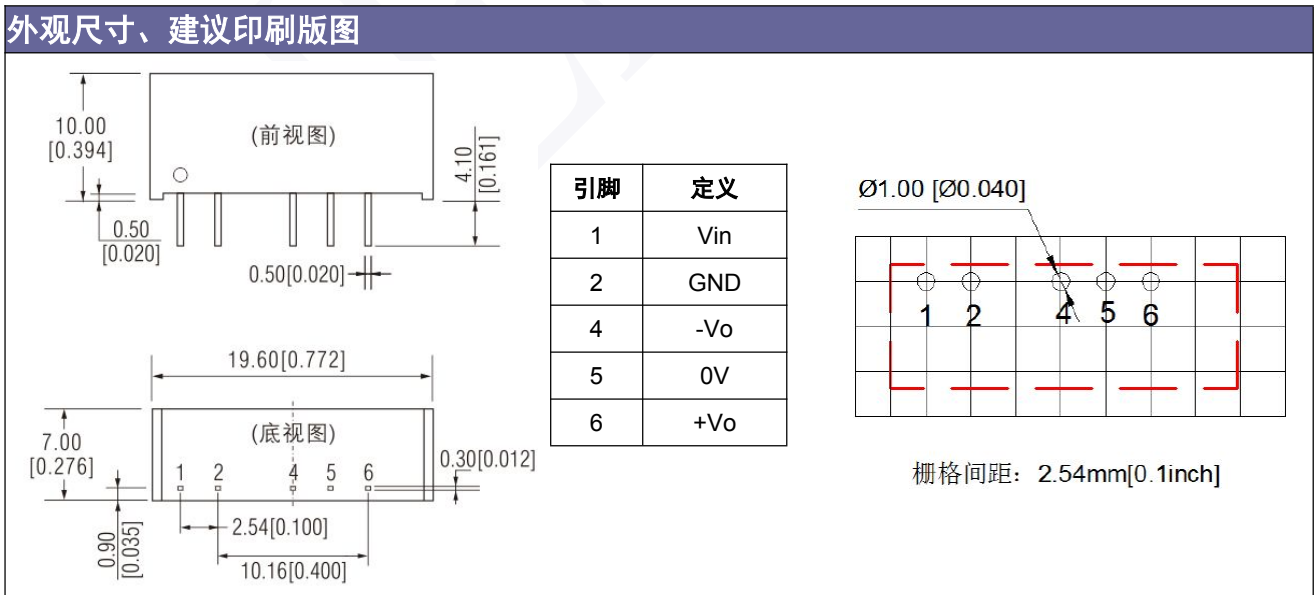 外观尺寸、建议印刷版图
(前视图)
10.00
[0.394]
0.50
[0.020]
4.10
[0.161]
0.50[0.020]
19.60[0.772]
(底视图)
7.00
[0.276]
1 2 4 5 6
0.30[0.012]
0.90
[0.035]
2.54[0.100]
10.16[0.400]
引脚 定义
1 Vin
2 GND
4 -Vo
5 0V
6 +Vo
Ø1.00 [Ø0.040]
1 2 4 5 6
栅格间距：2.54mm[0.1inch]